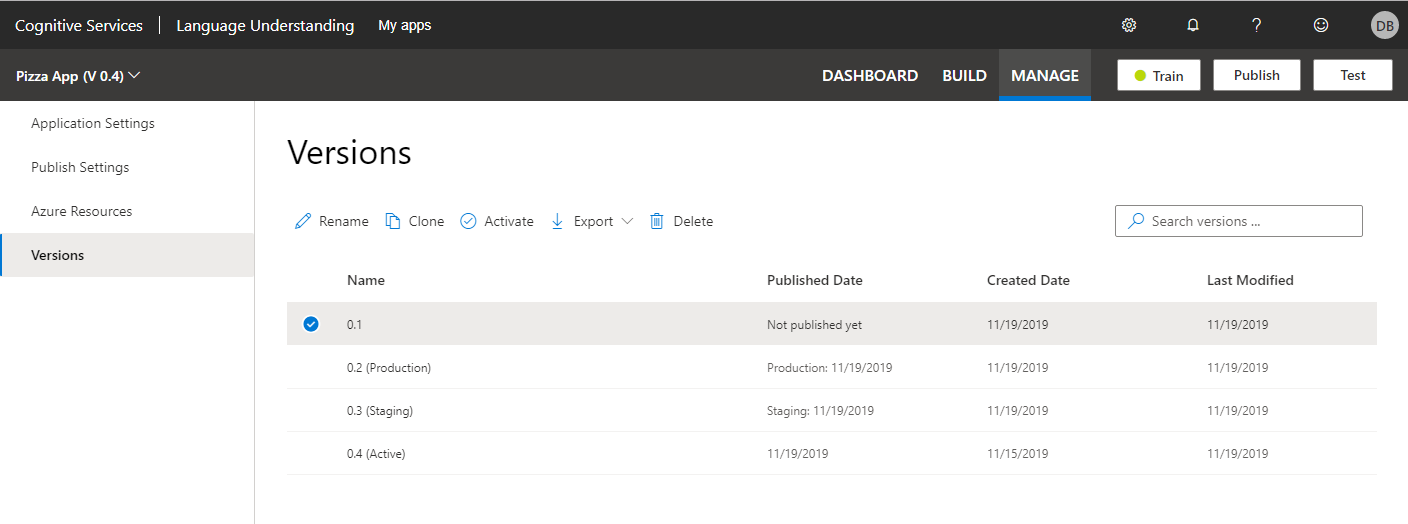 Cognitive Services Language Understanding My apps DB
Pizza App (V 0.4) DASHBOARD BUILD MANAGE Train Publish Test
Application Settings
Publish Settings
Azure Resources
Versions
Versions
Rename Clone Activate Export Delete Search versions ...
Name Published Date Created Date Last Modified
0.1 Not published yet 11/19/2019 11/19/2019
0.2 (Production) Production: 11/19/2019 11/19/2019 11/19/2019
0.3 (Staging) Staging: 11/19/2019 11/19/2019 11/19/2019
0.4 (Active) 11/19/2019 11/15/2019 11/19/2019